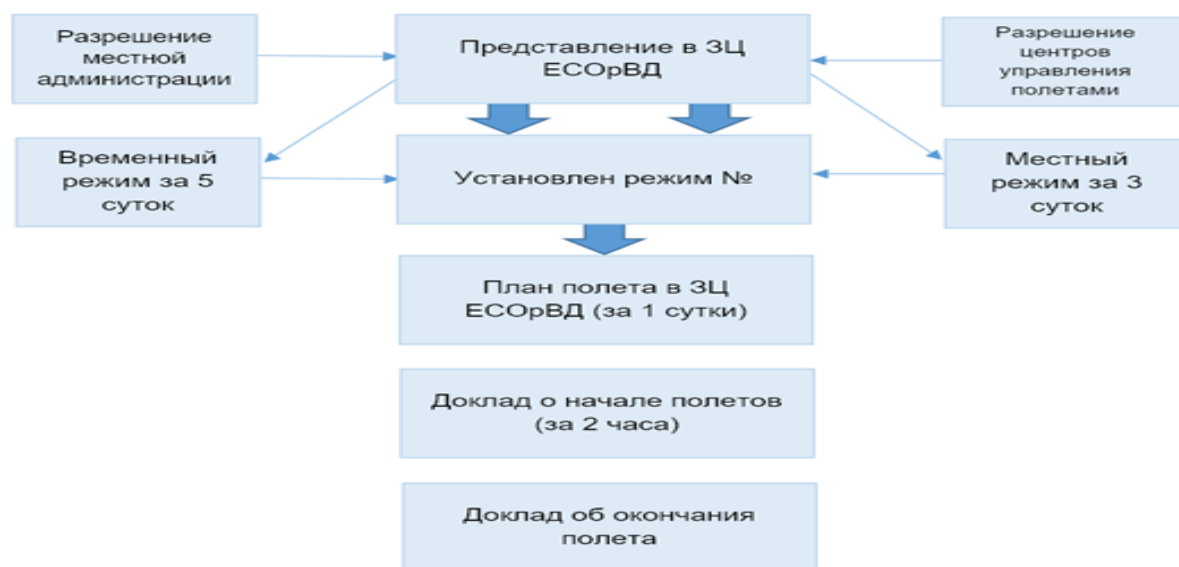 Разрешение
местной
администрации
Представление в ЗЦ
ЕСОрВД
Разрешение
центров
управления
полетами
Временный
режим за 5
суток
Установлен режим №
Местный
режим за 3
суток
План полета в ЗЦ
ЕСОрВД (за 1 сутки)
Доклад о начале полетов
(за 2 часа)
Доклад об окончания
полета